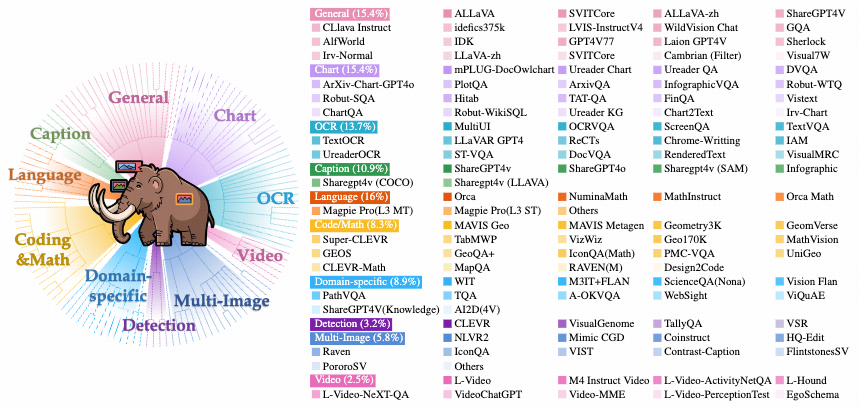 General
Chart
Caption
Language
OCR
Coding
&Math
Video
Domain-
specific
Multi-Image
Detection
General (15.4%) ALLaVA SVITCore ALLaVA-zh ShareGPT4V
CLlava Instruct idefics375k LVIS-InstructV4 WildVision Chat GQA
AlfWorld IDK GPT4V77 Laion GPT4V Sherlock
Irv-Normal LLaVA-zh SVITCore Cambrian (Filter) Visual7W
Chart (15.4%) mPLUG-DocOwlchart Ureader Chart Ureader QA DVQA
ArXiv-Chart-GPT4o PlotQA ArxivQA InfographicVQA Robut-WTQ
Robut-SQA Hitab TAT-QA FinQA Vistext
ChartQA Robut-WikiSQL Ureader KG Chart2Text Irv-Chart
OCR (13.7%) MultiUI OCRVQA ScreenQA TextVQA
TextOCR LLaVAR GPT4 ReCTs Chrome-Writting IAM
UreaderOCR ST-VQA DocVQA RenderedText VisualMRC
Caption (10.9%) ShareGPT4v ShareGPT4o Sharegpt4v (SAM) Infographic
Sharegpt4v (COCO) Sharegpt4v (LLAVA)
Language (16%) Orca NuminaMath MathInstruct Orca Math
Magpie Pro(L3 MT) Magpie Pro(L3 ST) Others
Code/Math (8.3%) MAVIS Geo MAVIS Metagen Geometry3K GeomVerse
Super-CLEVR TabMWP VizWiz Geo170K MathVision
GEOS GeoQA+ IconQA(Math) PMC-VQA UniGeo
CLEVR-Math MapQA RAVEN(M) Design2Code
Domain-specific (8.9%) WIT M3IT+FLAN ScienceQA(Nona) Vision Flan
PathVQA TQA A-OKVQA WebSight ViQuAE
ShareGPT4V(Knowledge) AI2D(4V)
Detection (3.2%) CLEVR VisualGenome TallyQA VSR
Multi-Image (5.8%) NLVR2 Mimic CGD Coinstruct HQ-Edit
Raven IconQA VIST Contrast-Caption FlintstonesSV
PororoSV Others
Video (2.5%) L-Video M4 Instruct Video L-Video-ActivityNetQA L-Hound
L-Video-NeXT-QA VideoChatGPT Video-MME L-Video-PerceptionTest EgoSchema